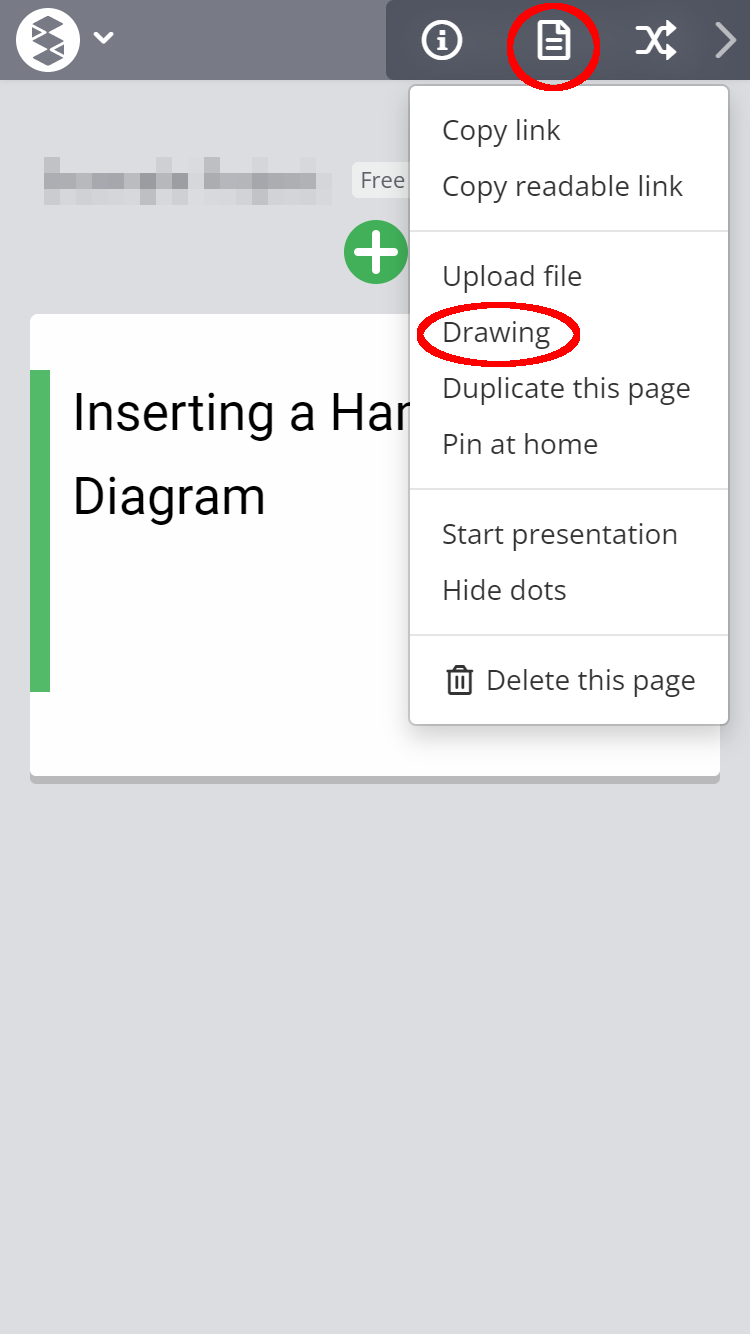 Free
Inserting a Han
Diagram
Copy link
Copy readable link
Upload file
Drawing
Duplicate this page
Pin at home
Start presentation
Hide dots
Delete this page